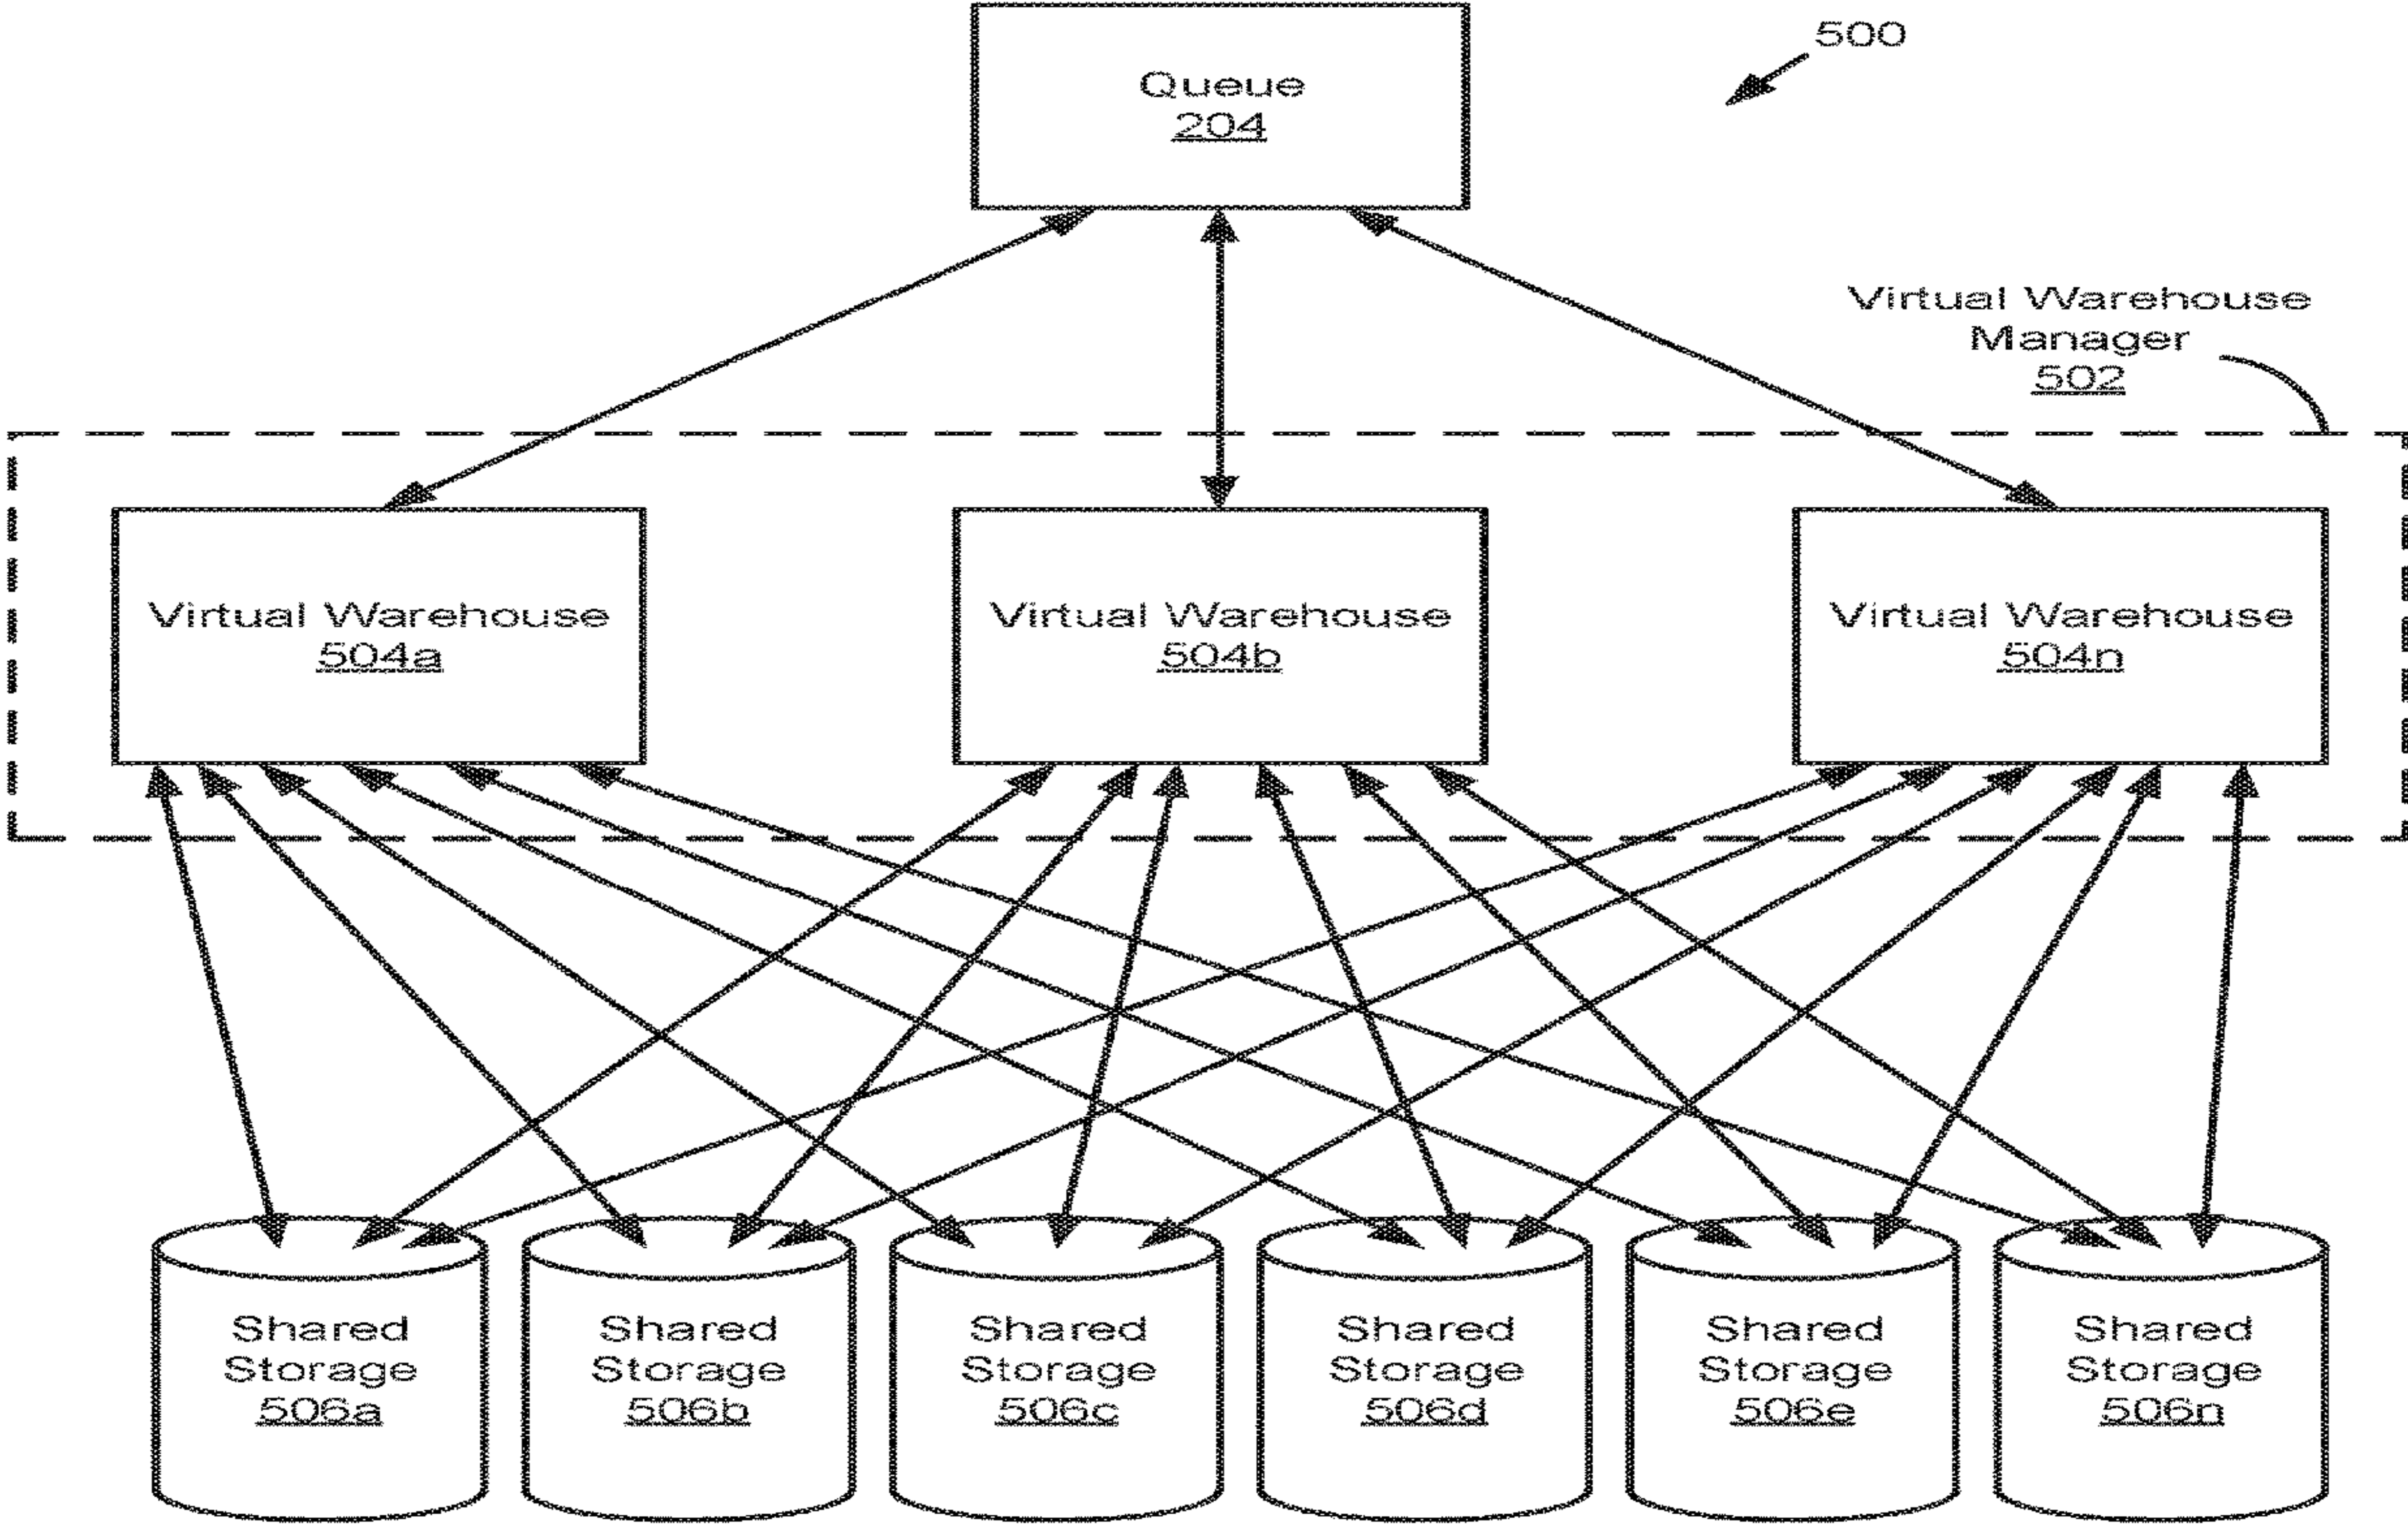 500
Queue
204
Virtual Warehouse
Manager
502
Virtual Warehouse
504a
Virtual Warehouse
504b
Virtual Warehouse
504n
Shared
Storage
506a
Shared
Storage
506b
Shared
Storage
506c
Shared
Storage
506d
Shared
Storage
506e
Shared
Storage
506n